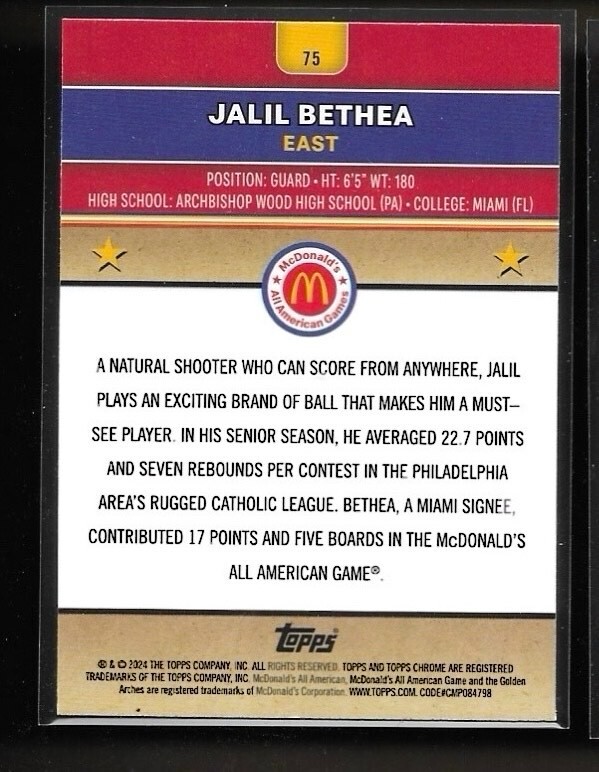 75
JALIL BETHEA
EAST
POSITION: GUARD • HT: 6'5" WT: 180
HIGH SCHOOL: ARCHBISHOP WOOD HIGH SCHOOL (PA) • COLLEGE: MIAMI (FL)
McDonald's
All American Games
A NATURAL SHOOTER WHO CAN SCORE FROM ANYWHERE, JALIL
PLAYS AN EXCITING BRAND OF BALL THAT MAKES HIM A MUST–
SEE PLAYER. IN HIS SENIOR SEASON, HE AVERAGED 22.7 POINTS
AND SEVEN REBOUNDS PER CONTEST IN THE PHILADELPHIA
AREA'S RUGGED CATHOLIC LEAGUE. BETHEA, A MIAMI SIGNEE,
CONTRIBUTED 17 POINTS AND FIVE BOARDS IN THE McDONALD'S
ALL AMERICAN GAME®.
topps
® & © 2024 THE TOPPS COMPANY, INC. ALL RIGHTS RESERVED. TOPPS AND TOPPS CHROME ARE REGISTERED
TRADEMARKS OF THE TOPPS COMPANY, INC. McDonald's All American, McDonald's All American Game and the Golden
Arches are registered trademarks of McDonald's Corporation. WWW.TOPPS.COM. CODE#CMP084798